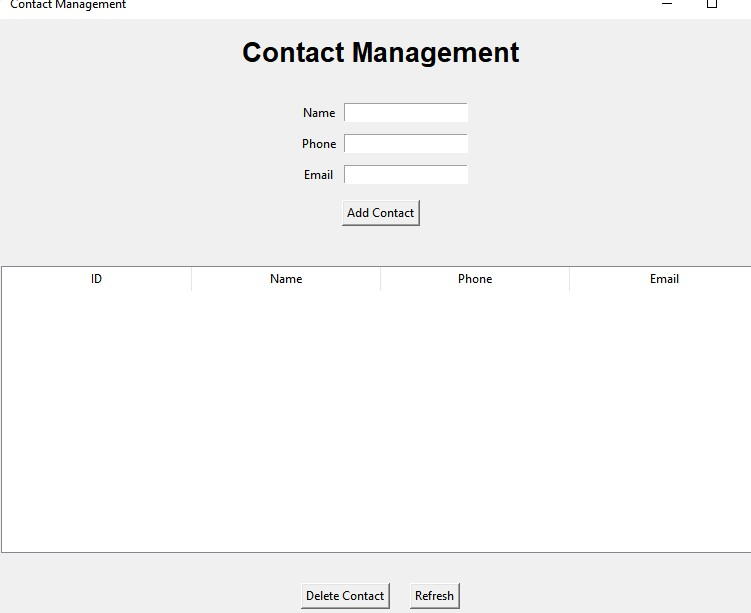 Contact Management
Contact Management
Name
Phone
Email
Add Contact
ID Name Phone Email
Delete Contact Refresh